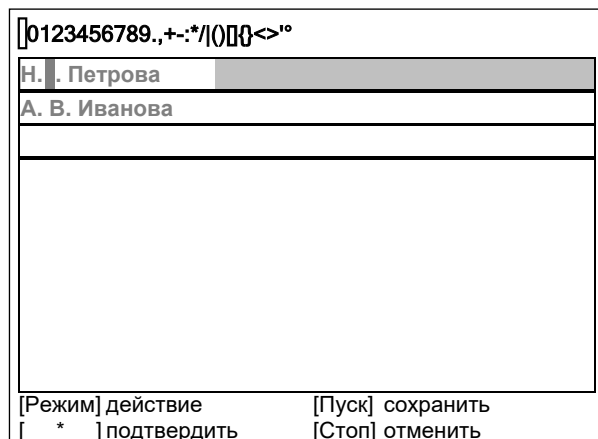 0123456789.,+-:*/|()[]{}<>'°
Н. . Петрова
А. В. Иванова
[Режим] действие [Пуск] сохранить
[ * ] подтвердить [Стоп] отменить